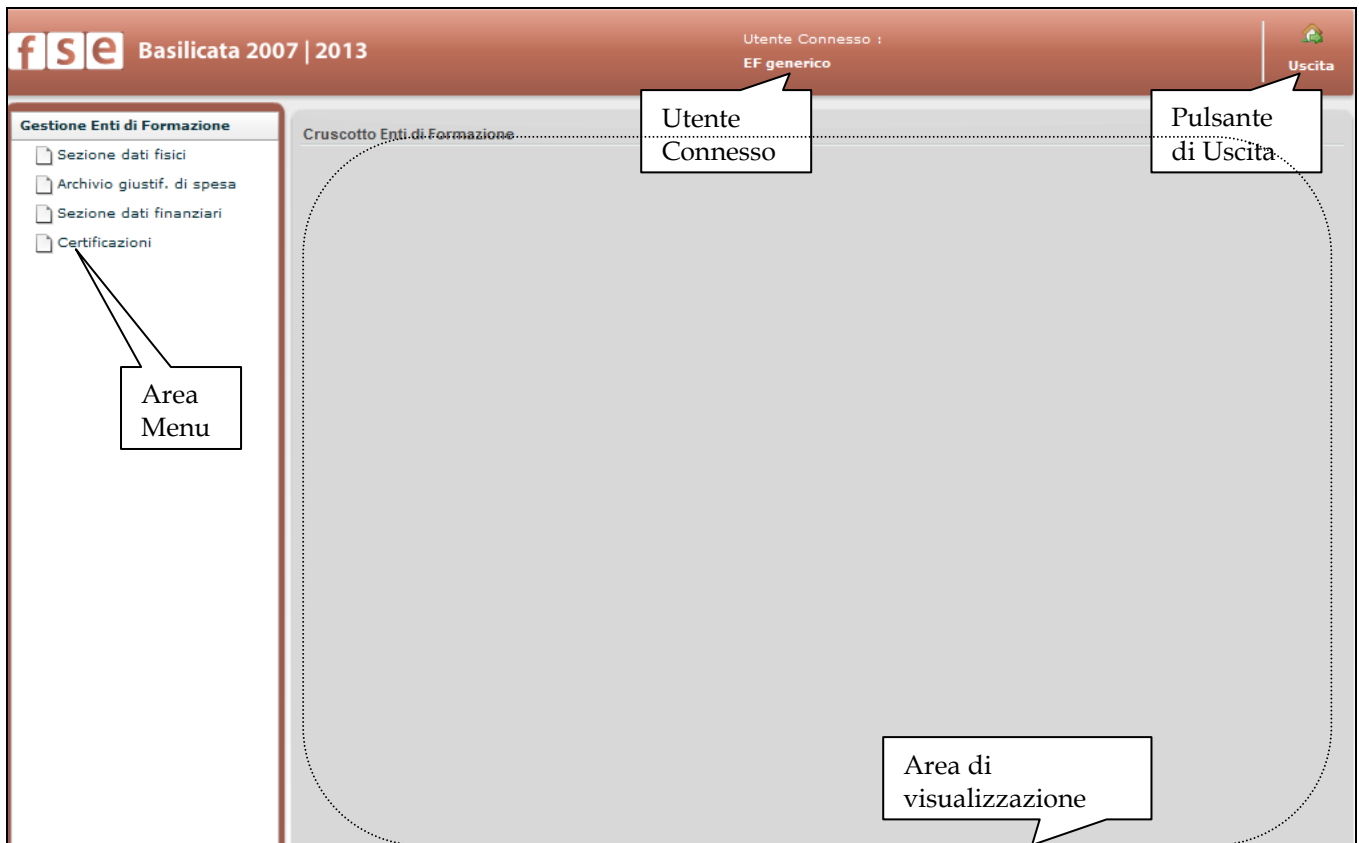 fse Basilicata 2007 | 2013
Utente Connesso :
EF generico
Uscita
Utente
Connesso
Pulsante
di Uscita
Gestione Enti di Formazione
Sezione dati fisici
Archivio giustif. di spesa
Sezione dati finanziari
Certificazioni
Cruscotto Enti di Formazione
Area
Menu
Area di
visualizzazione